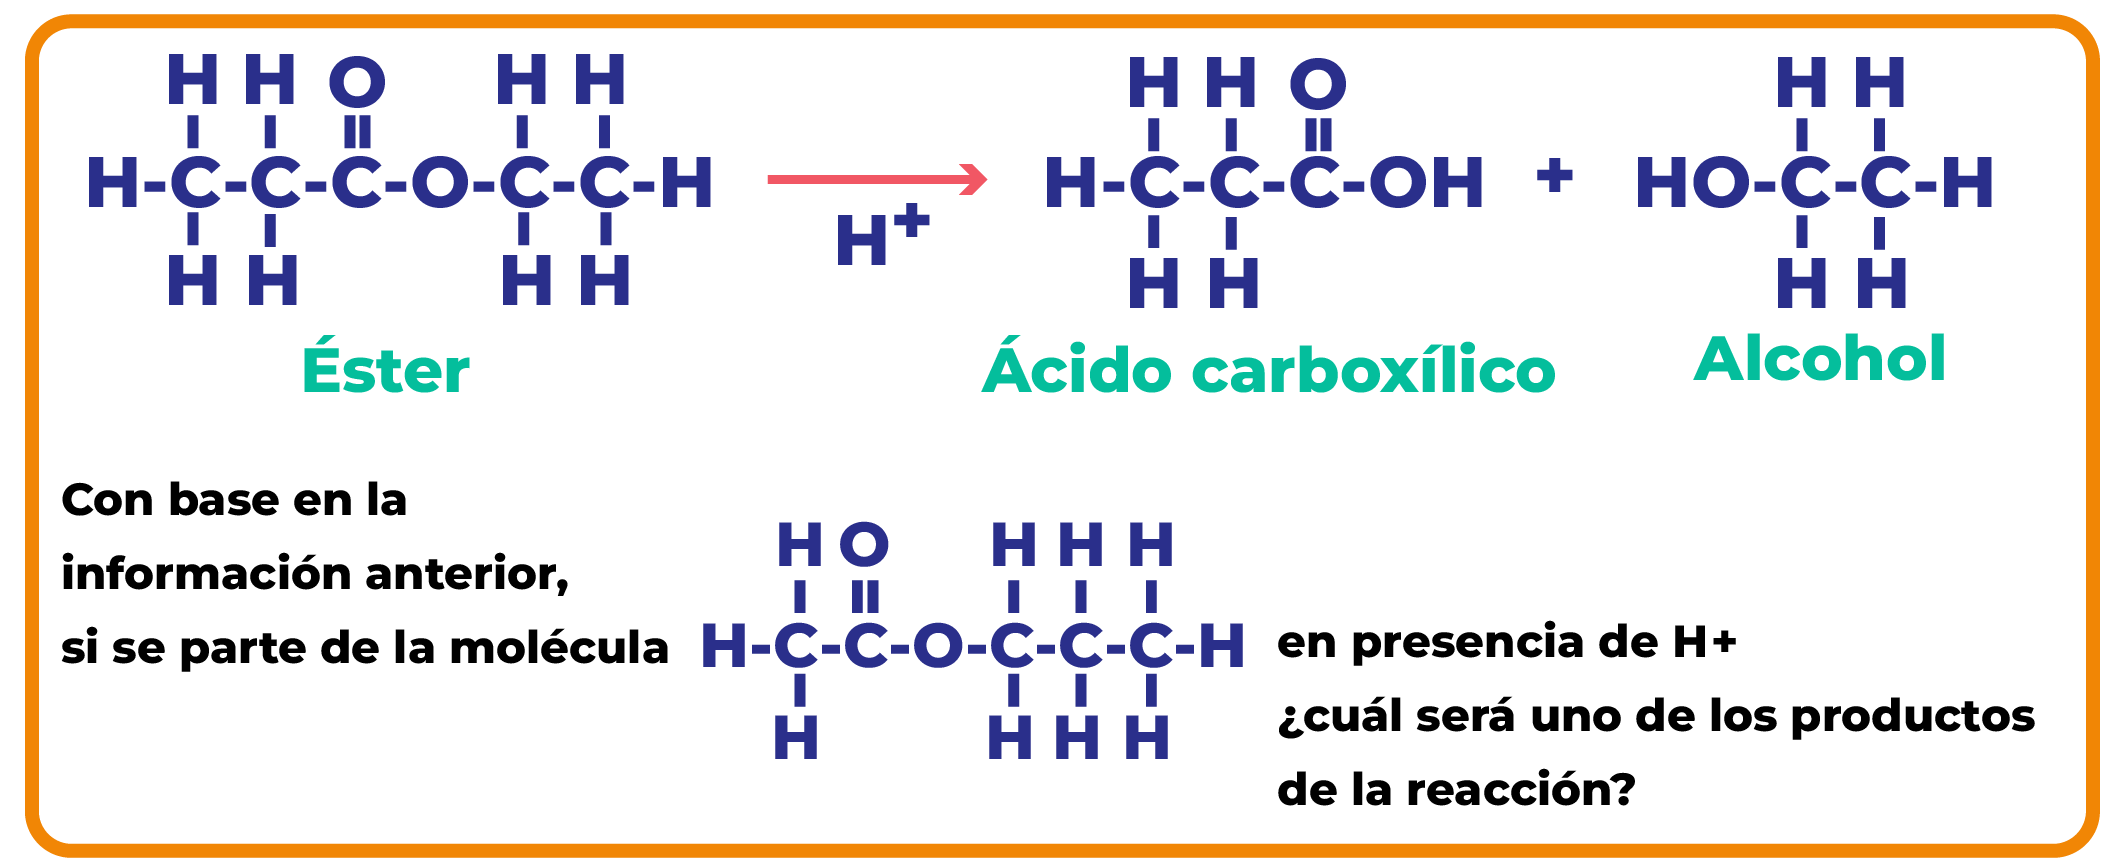 H H O H H
H-C-C-C-O-C-C-H
H H H H
H+
H H O
H-C-C-C-OH
H H
+
H H
HO-C-C-H
H H
Éster
Ácido carboxílico
Alcohol
Con base en la
información anterior,
si se parte de la molécula
H O H H H
H-C-C-O-C-C-C-H
H H H H
en presencia de H+
¿cuál será uno de los productos
de la reacción?